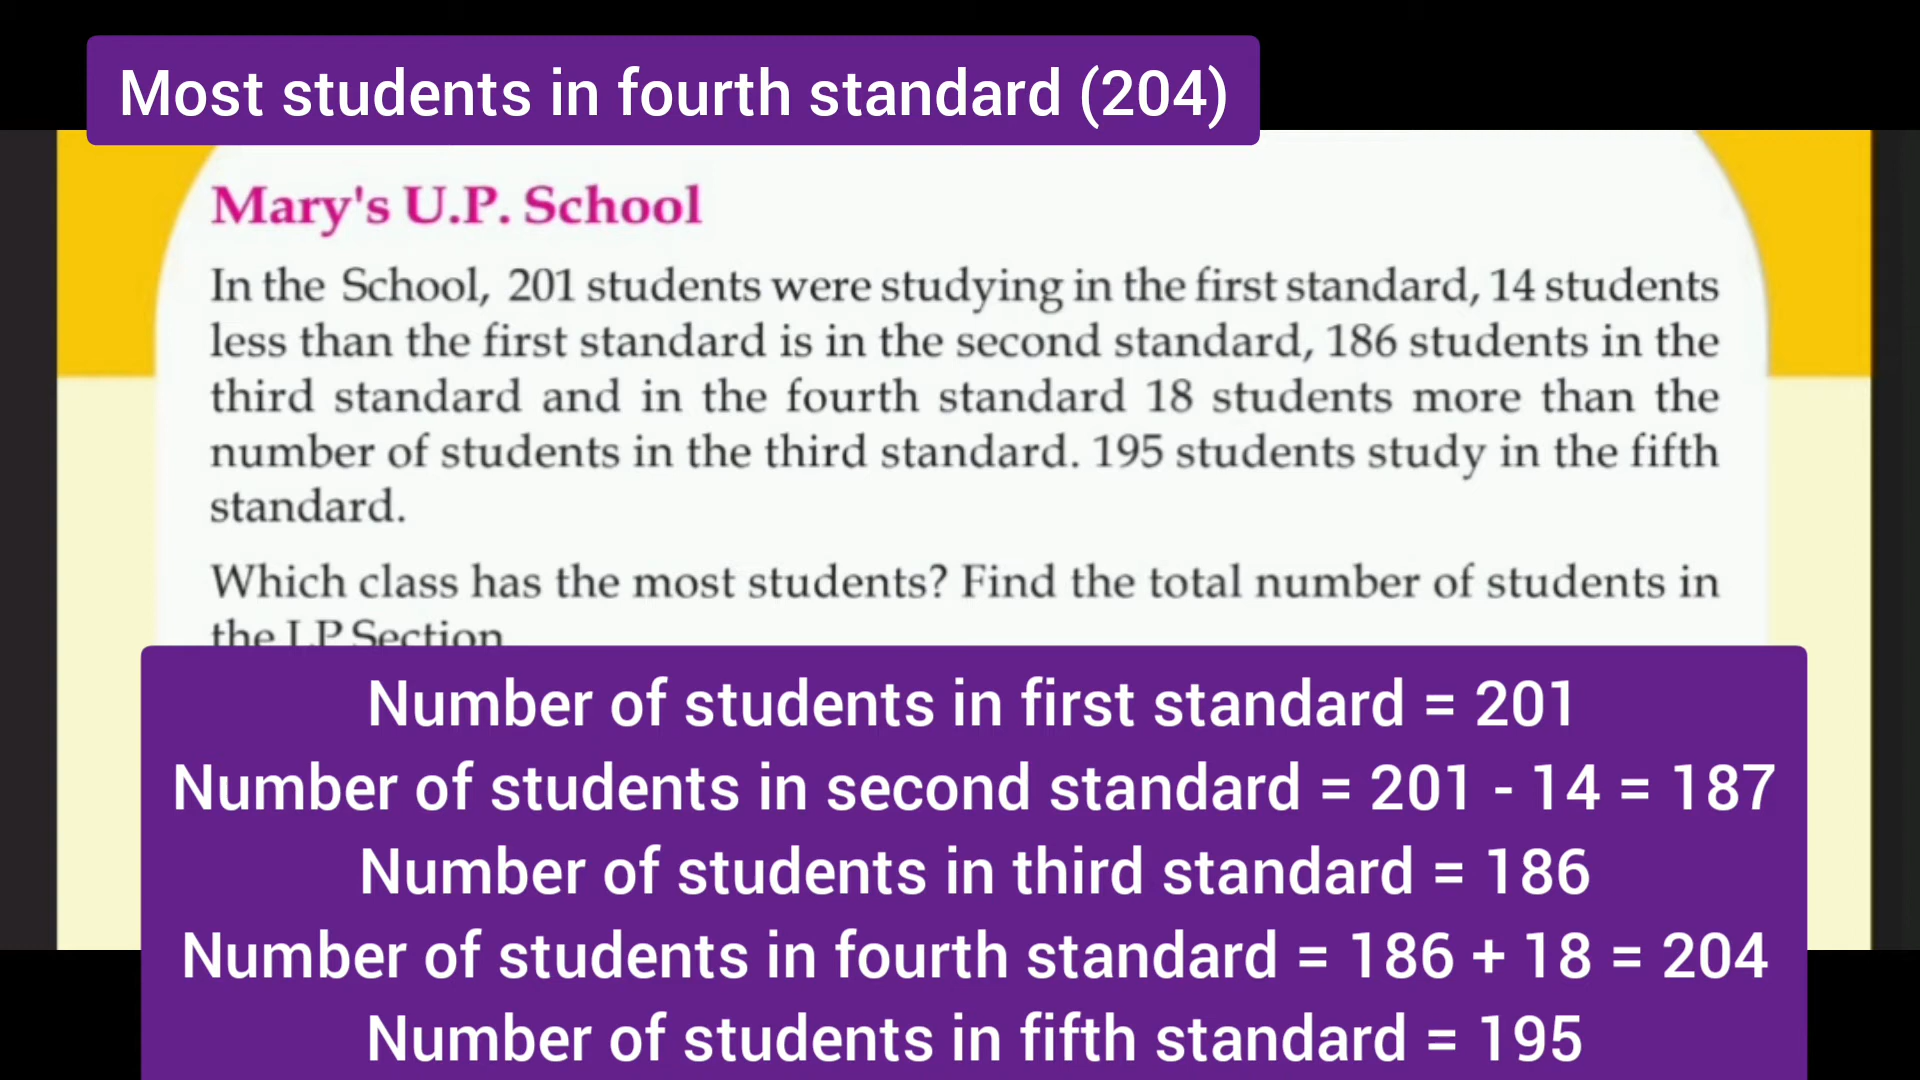 Most students in fourth standard (204)
Mary's U.P. School
In the School, 201 students were studying in the first standard, 14 students
less than the first standard is in the second standard, 186 students in the
third standard and in the fourth standard 18 students more than the
number of students in the third standard. 195 students study in the fifth
standard.
Which class has the most students? Find the total number of students in
the LP Section
Number of students in first standard = 201
Number of students in second standard = 201 - 14 = 187
Number of students in third standard = 186
Number of students in fourth standard = 186 + 18 = 204
Number of students in fifth standard = 195